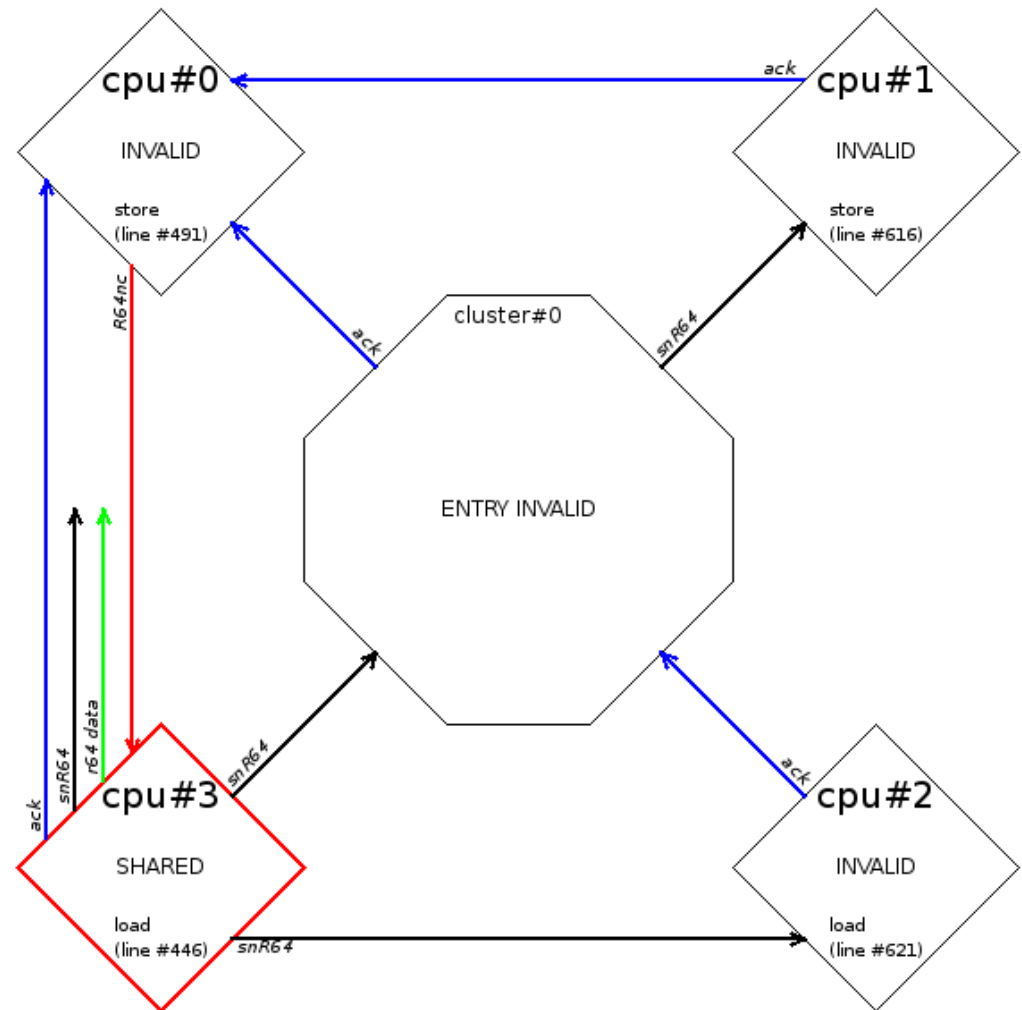 cpu#0
INVALID
store
(line #491)
ack
cpu#1
INVALID
store
(line #616)
R64nc
ack
cluster#0
snR64
ENTRY INVALID
ack
snR64
r64 data
snR64
cpu#3
SHARED
load
(line #446)
snR64
ack
cpu#2
INVALID
load
(line #621)